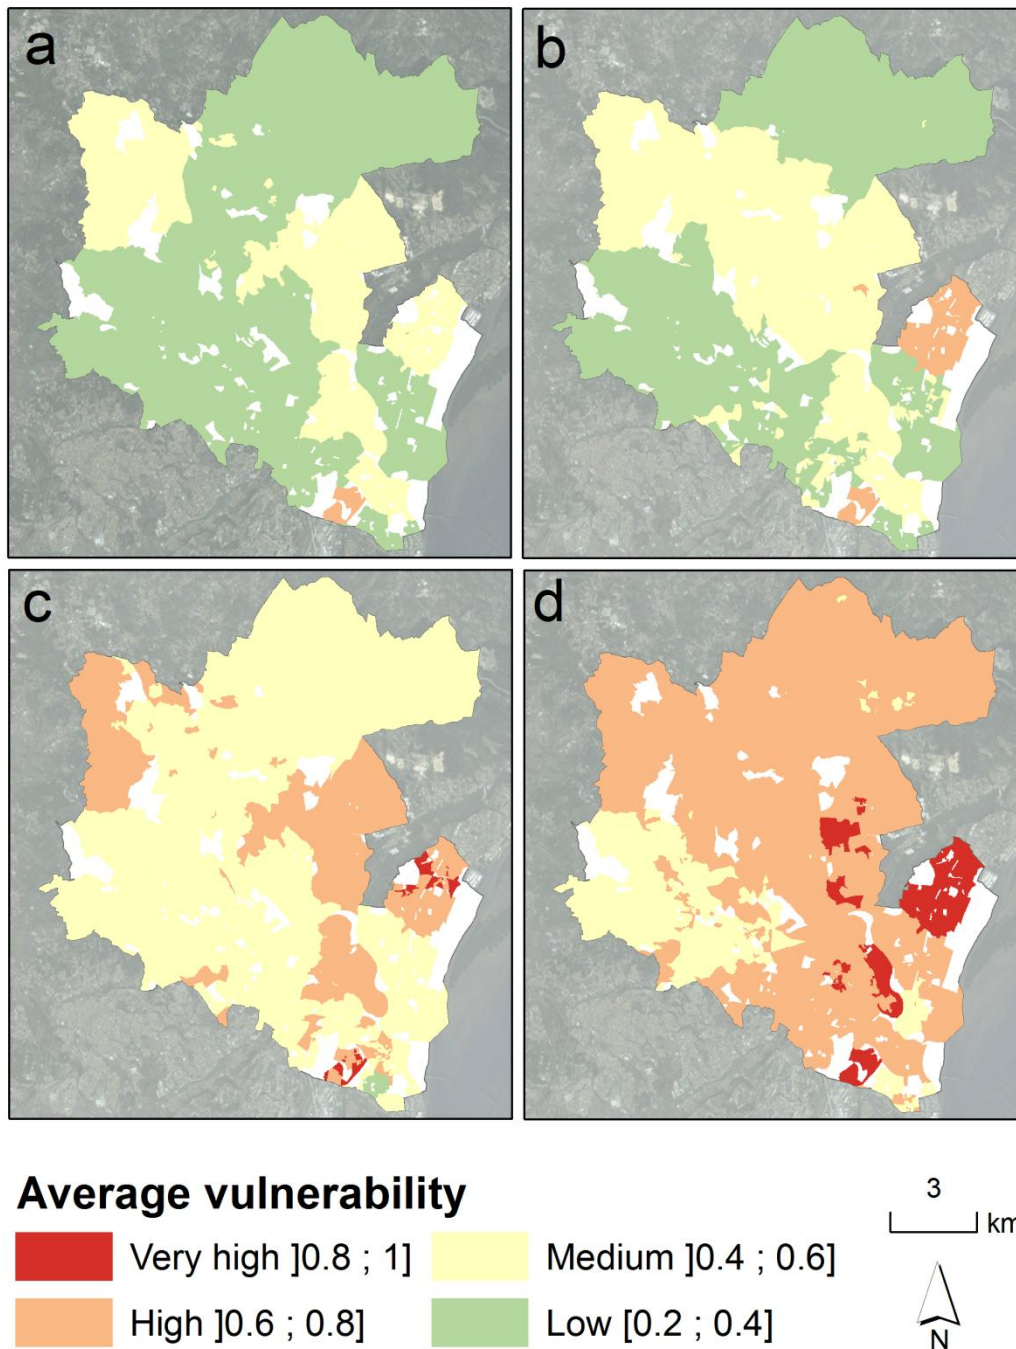 a
b
c
d
Average vulnerability
Very high ]0.8 ; 1]
Medium ]0.4 ; 0.6]
High ]0.6 ; 0.8]
Low [0.2 ; 0.4]
3
km
N